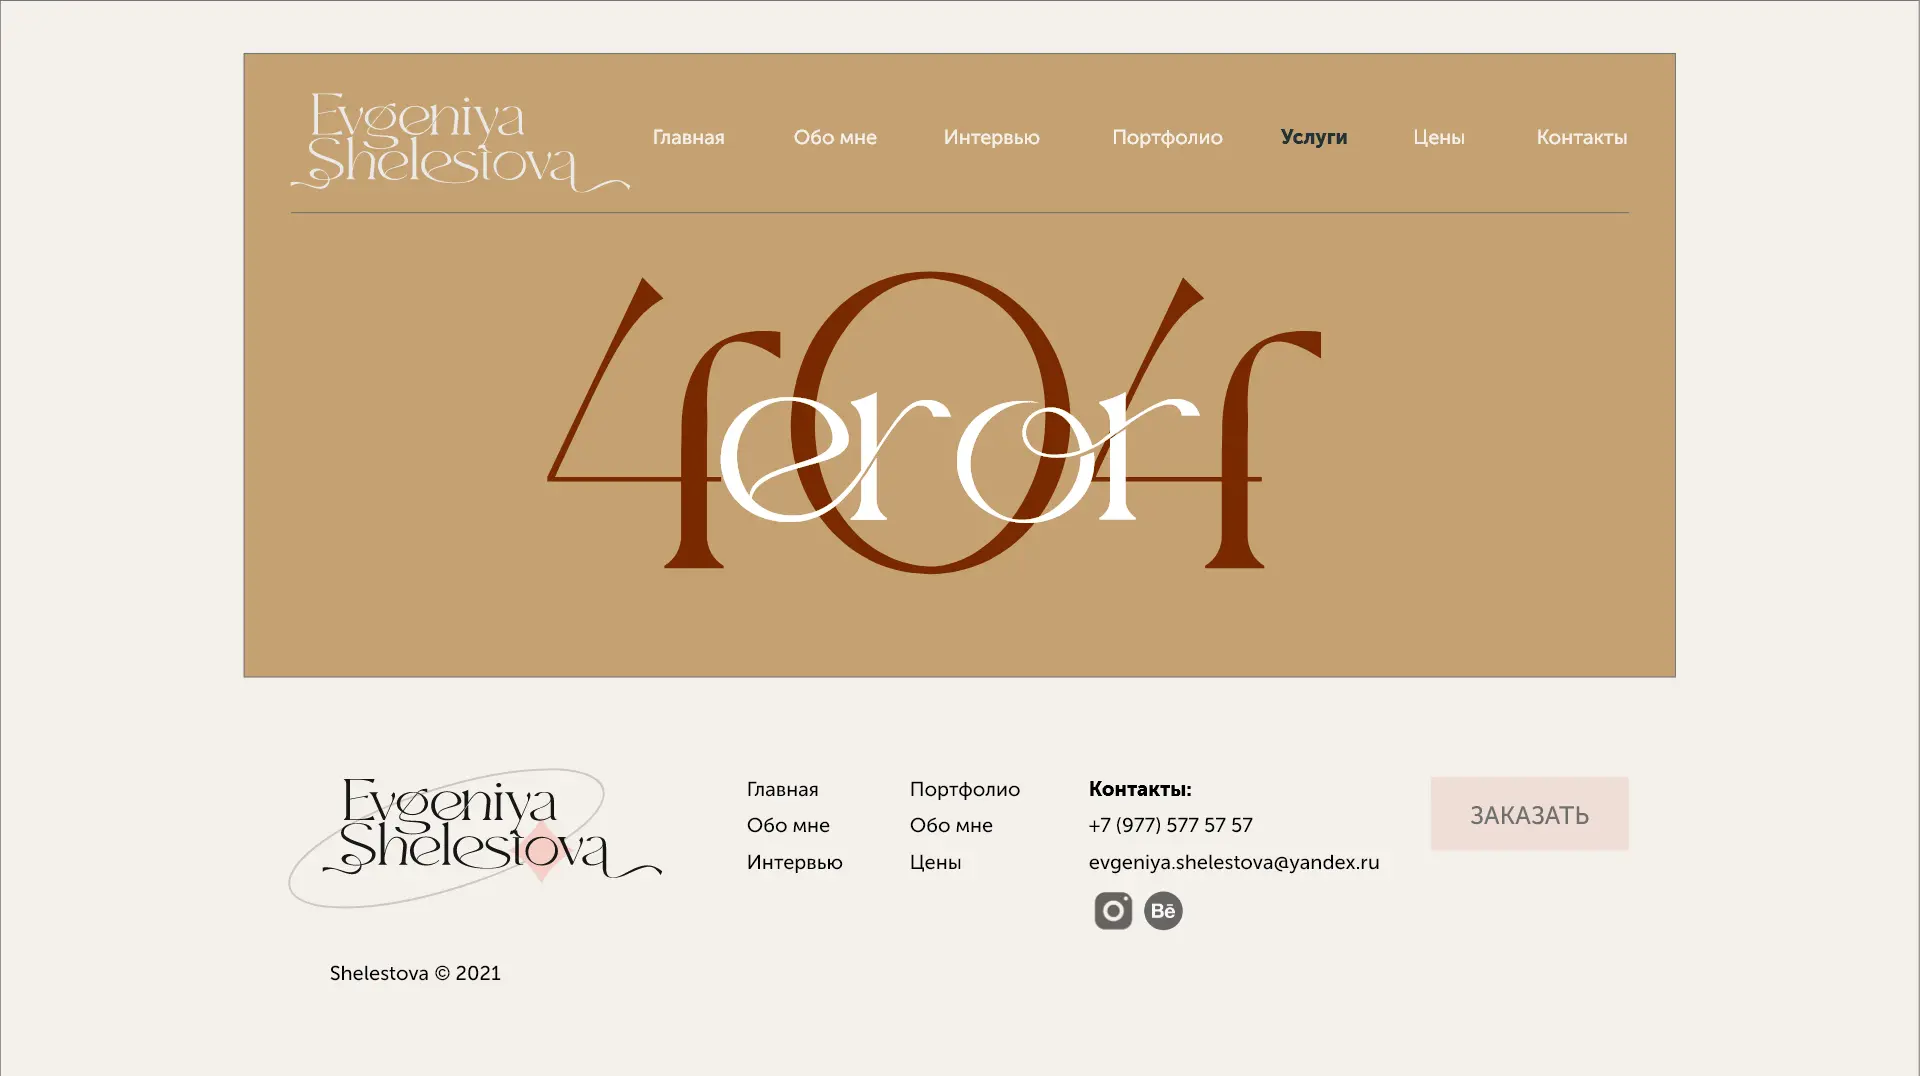 Evgeniya
Shelestova
Главная Обо мне Интервью Портфолио Услуги Цены Контакты
404
eror
Evgeniya
Shelestova
Главная Портфолио Контакты:
Обо мне Обо мне +7 (977) 577 57 57
Интервью Цены evgeniya.shelestova@yandex.ru
ЗАКАЗАТЬ
Bē
Shelestova © 2021